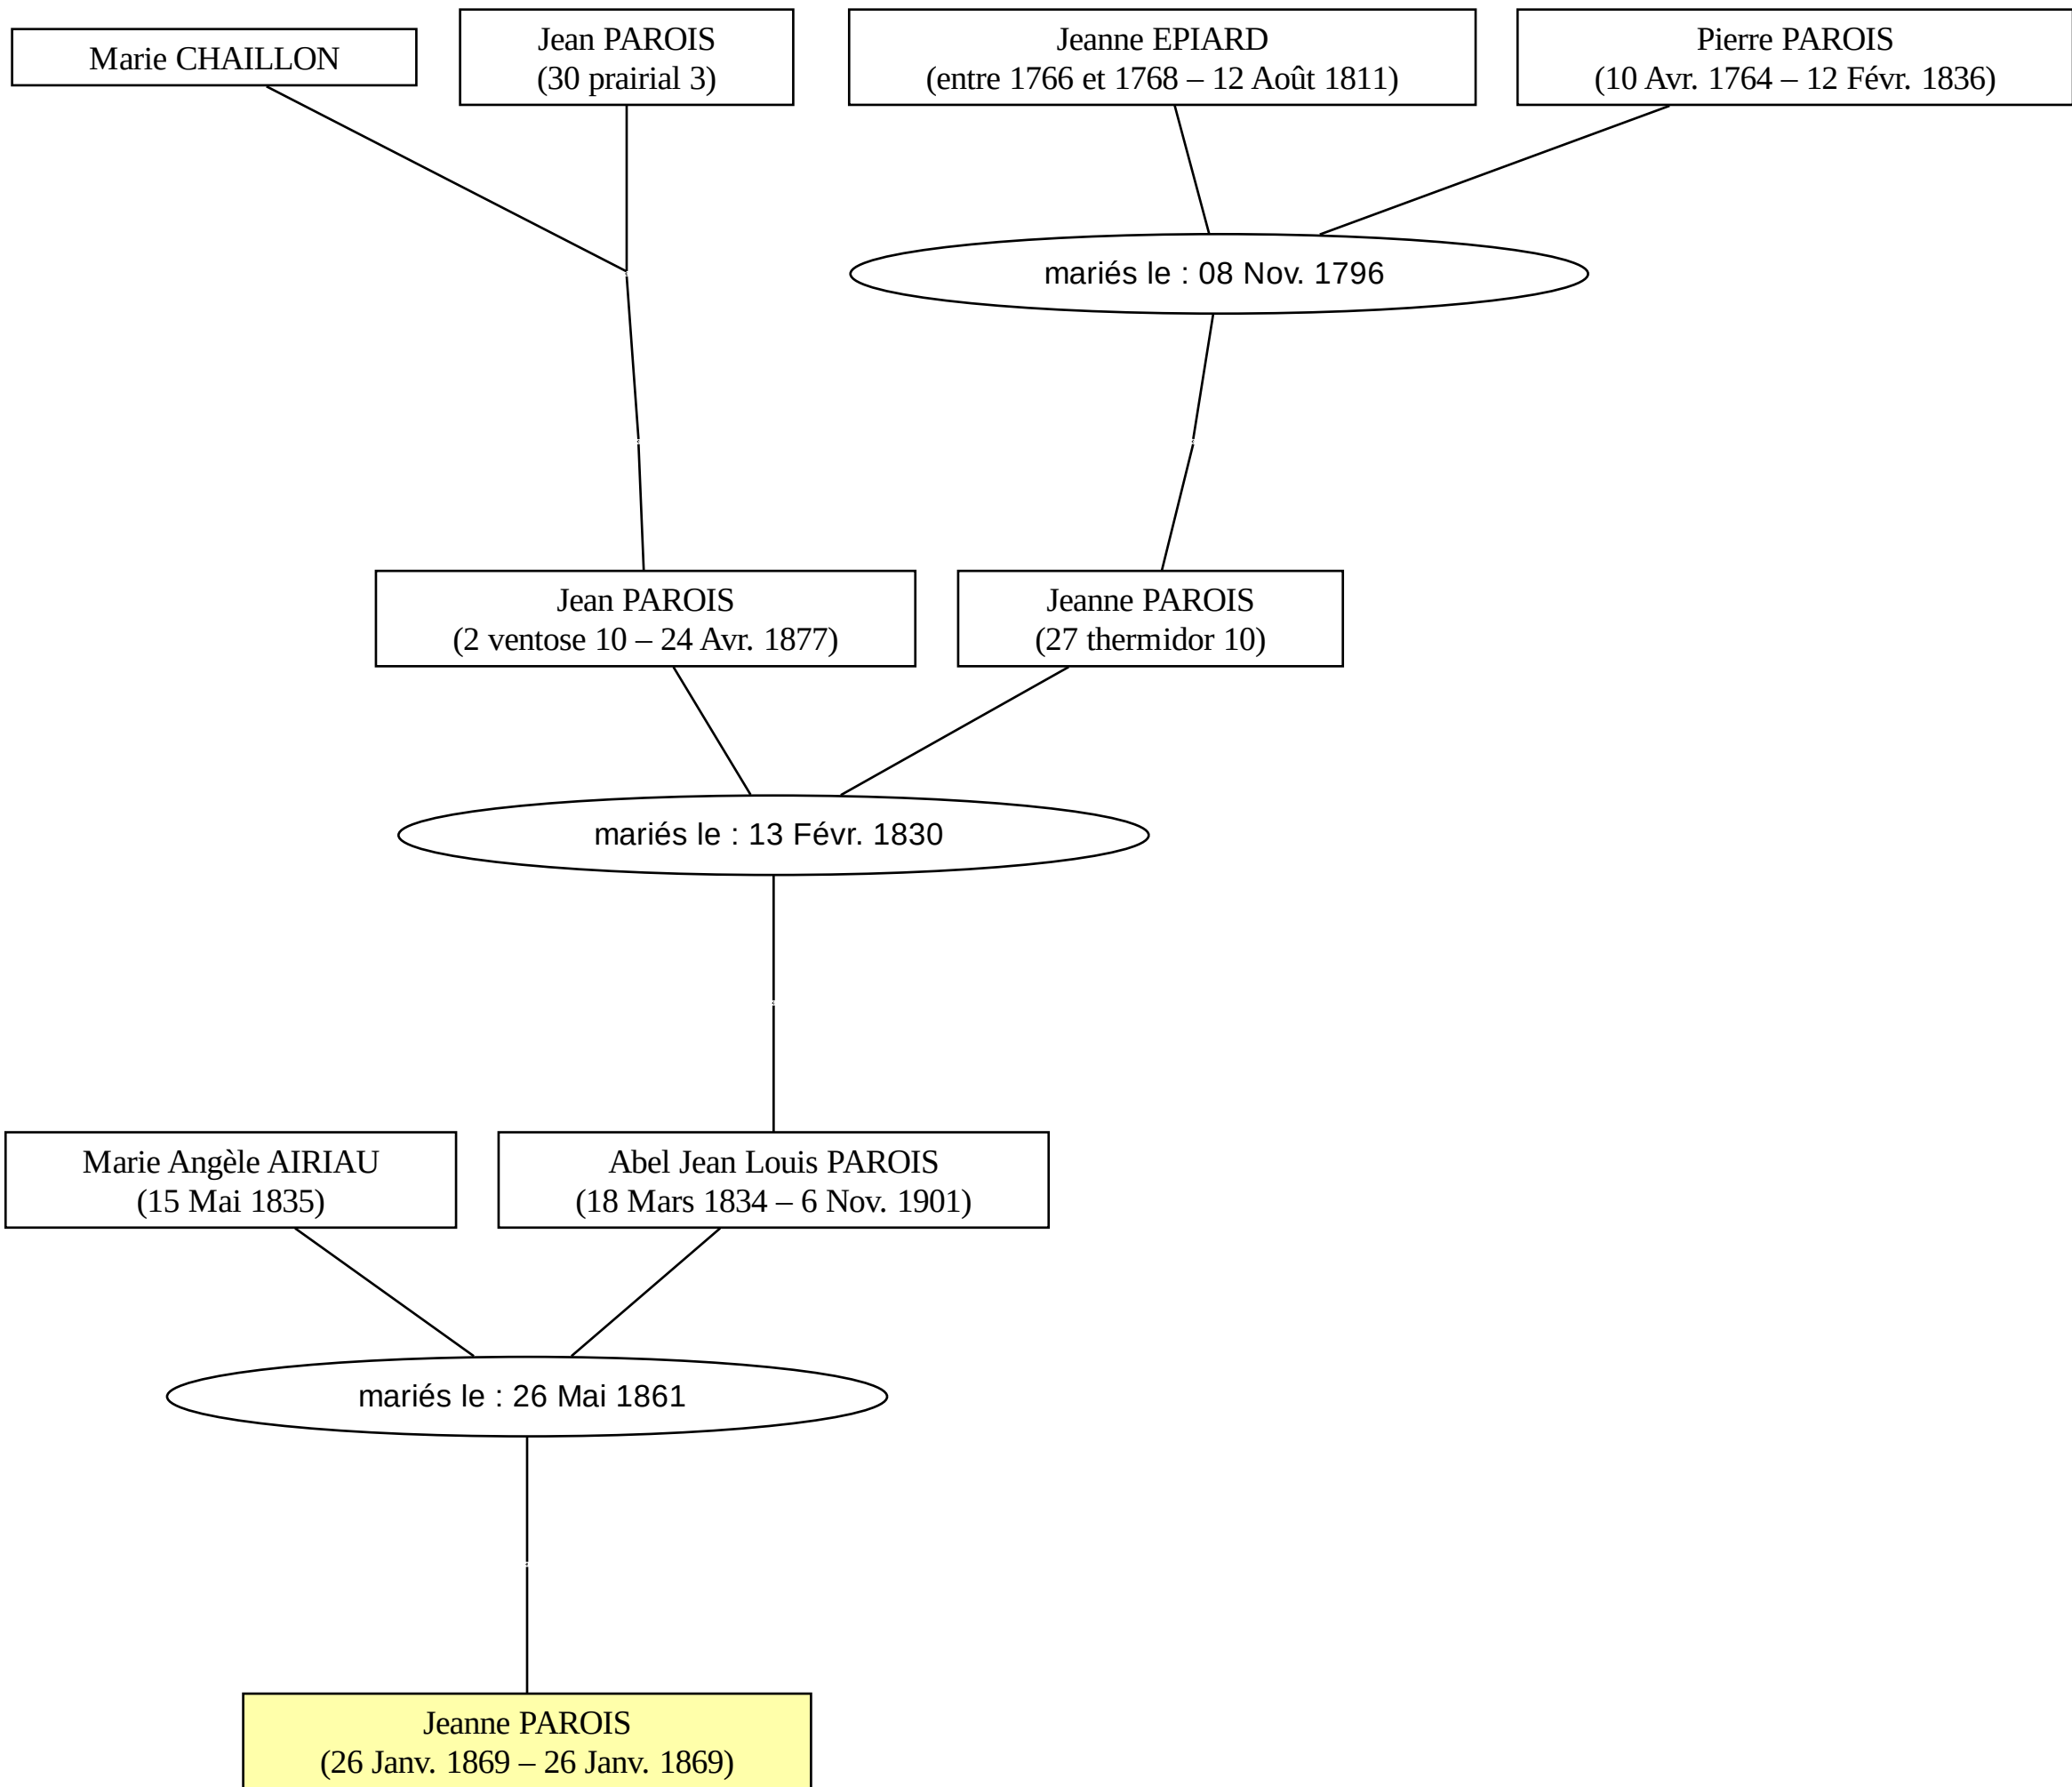 Marie CHAILLON
Jean PAROIS
(30 prairial 3)
Jeanne EPIARD
(entre 1766 et 1768 – 12 Août 1811)
Pierre PAROIS
(10 Avr. 1764 – 12 Févr. 1836)
mariés le : 08 Nov. 1796
Jean PAROIS
(2 ventose 10 – 24 Avr. 1877)
Jeanne PAROIS
(27 thermidor 10)
mariés le : 13 Févr. 1830
Marie Angèle AIRIAU
(15 Mai 1835)
Abel Jean Louis PAROIS
(18 Mars 1834 – 6 Nov. 1901)
mariés le : 26 Mai 1861
Jeanne PAROIS
(26 Janv. 1869 – 26 Janv. 1869)